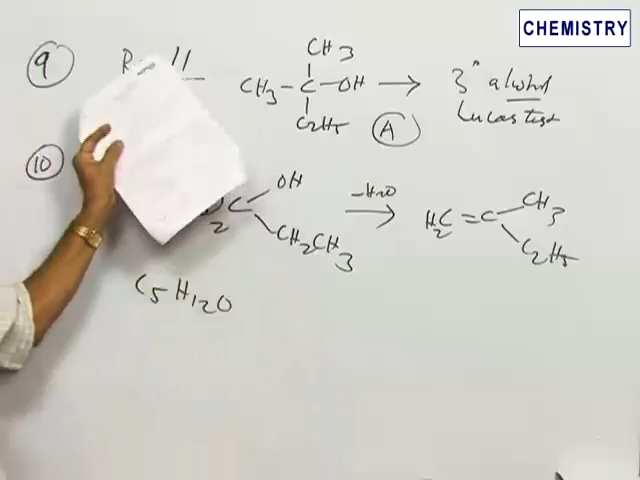 CHEMISTRY
9
CH3
CH3 - C - OH → 3° alcohol
C2H5 A Lucas test
10
2 C OH -H2O → H2C = C CH3
CH2CH3 C2H5
C5H12O